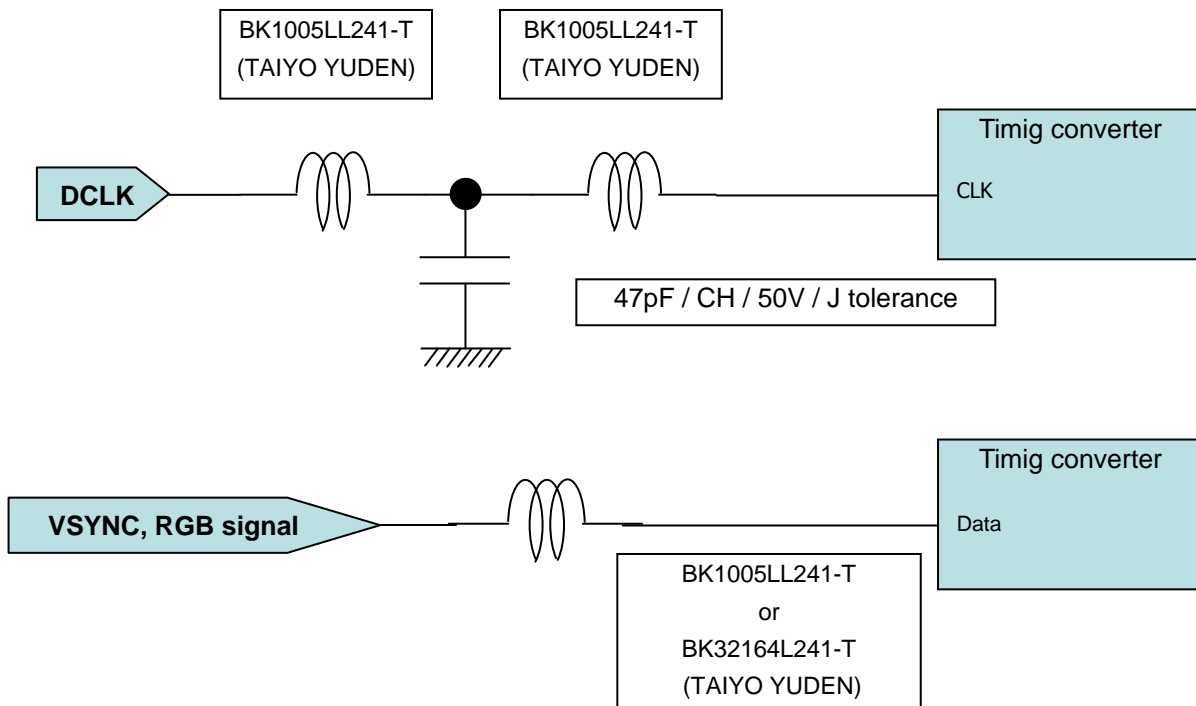 BK1005LL241-T
(TAIYO YUDEN)
BK1005LL241-T
(TAIYO YUDEN)
Timig converter
DCLK
CLK
47pF / CH / 50V / J tolerance
Timig converter
VSYNC, RGB signal
Data
BK1005LL241-T
or
BK32164L241-T
(TAIYO YUDEN)